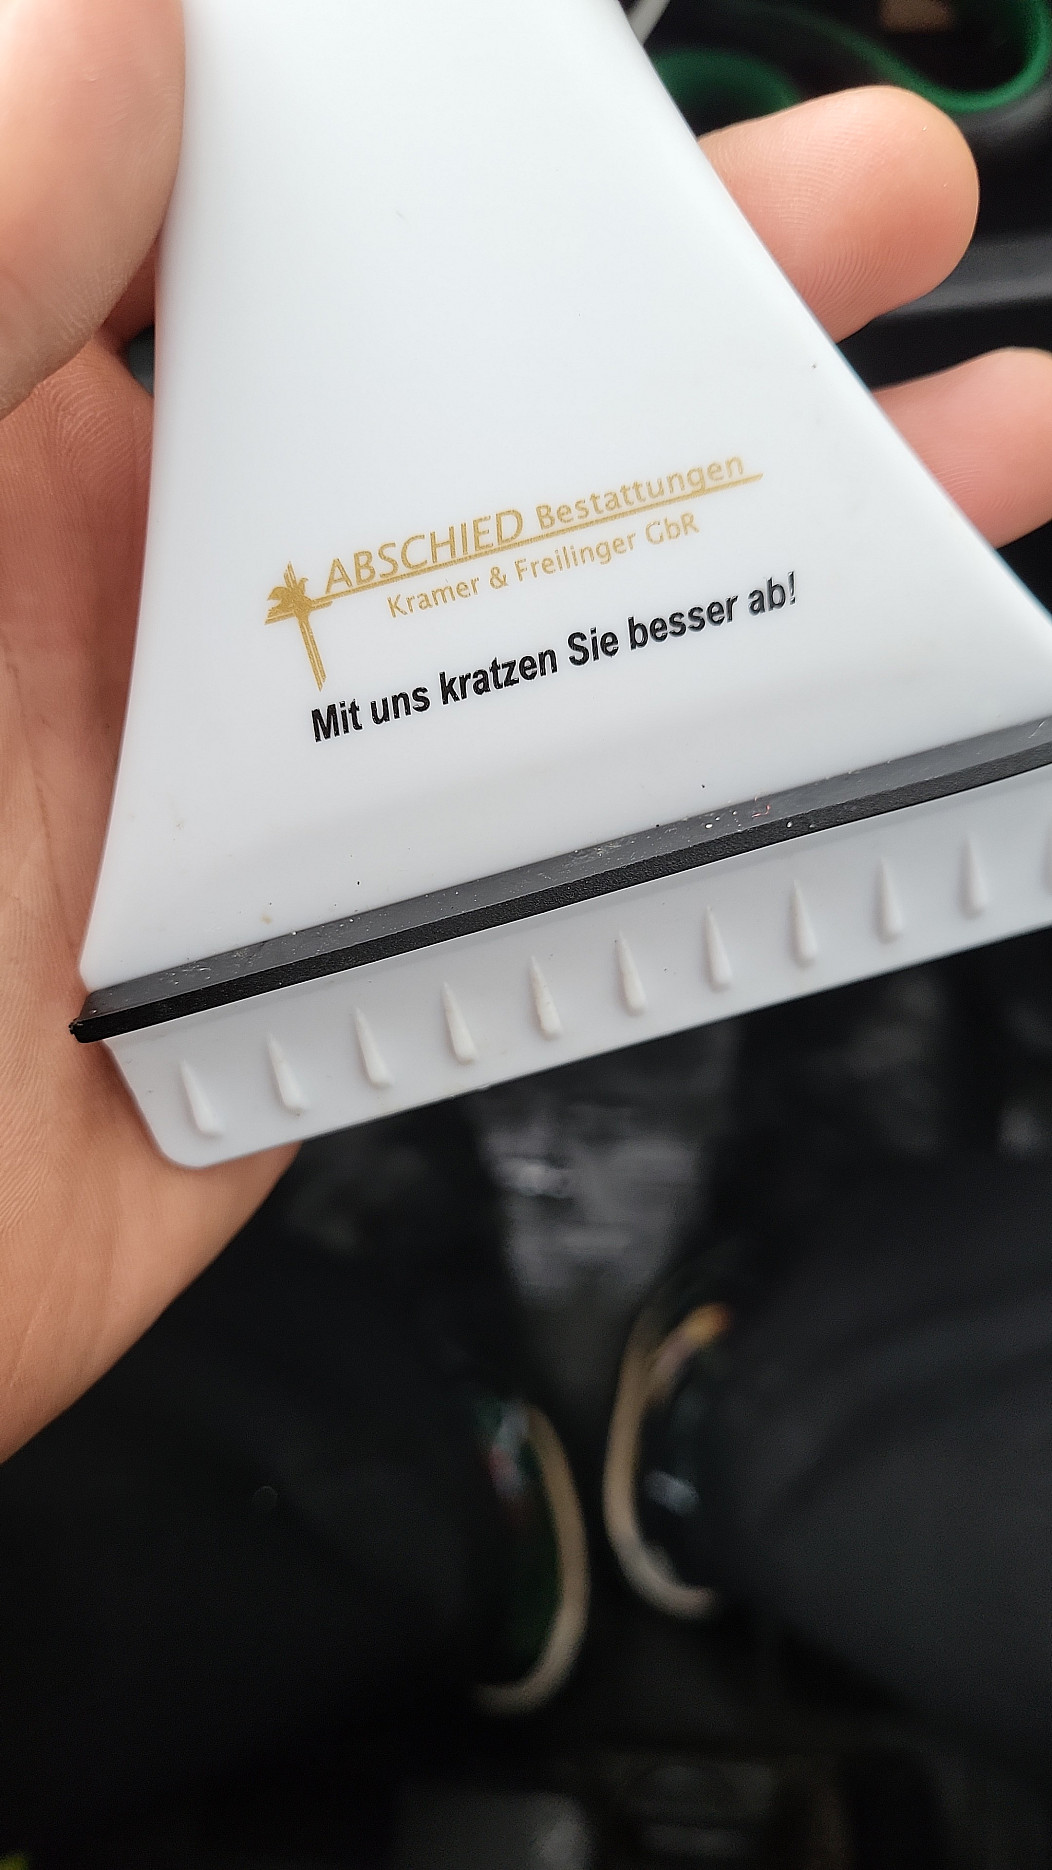 ABSCHIED Bestattungen
Kramer & Freilinger GbR
Mit uns kratzen Sie besser ab!